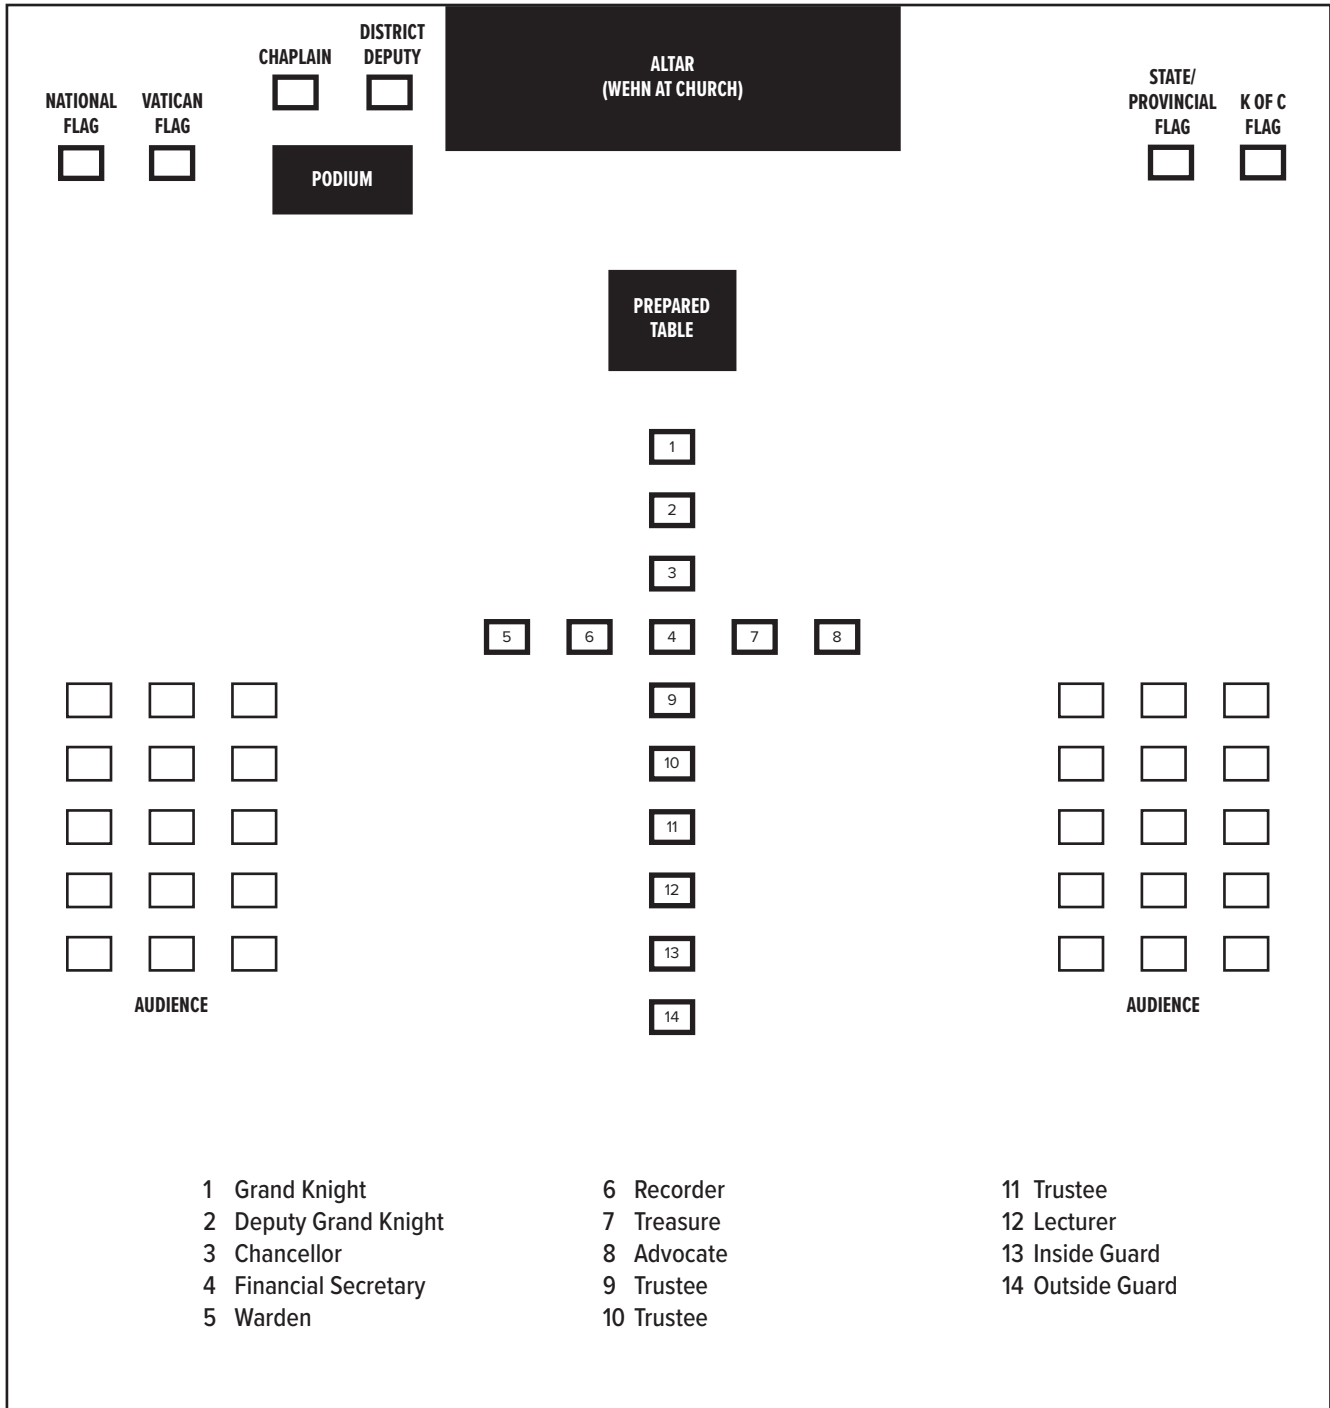 DISTRICT
DEPUTY
CHAPLAIN
ALTAR
(WEHN AT CHURCH)
STATE/
PROVINCIAL
FLAG
K OF C
FLAG
NATIONAL
FLAG
VATICAN
FLAG
PODIUM
PREPARED
TABLE
1
2
3
5 6 4 7 8
9
10
11
12
13
14
AUDIENCE
AUDIENCE
1 Grand Knight
2 Deputy Grand Knight
3 Chancellor
4 Financial Secretary
5 Warden
6 Recorder
7 Treasure
8 Advocate
9 Trustee
10 Trustee
11 Trustee
12 Lecturer
13 Inside Guard
14 Outside Guard